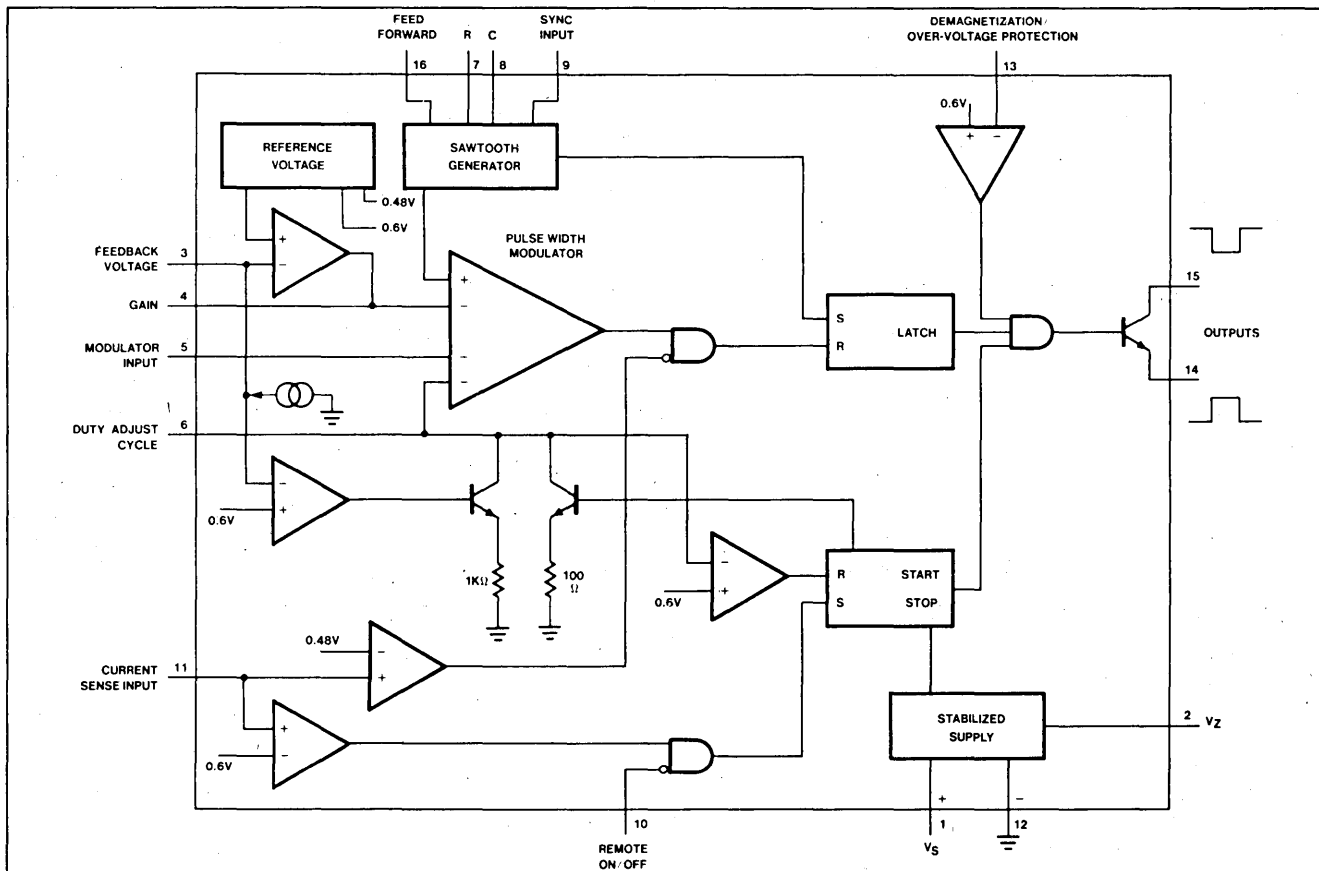 FEED
FORWARD
R
C
SYNC
INPUT
DEMAGNETIZATION/
OVER-VOLTAGE PROTECTION
16
7
8
9
13
0.6V
+
−
REFERENCE
VOLTAGE
SAWTOOTH
GENERATOR
0.48V
0.6V
PULSE WIDTH
MODULATOR
FEEDBACK
VOLTAGE
3
+
−
GAIN
4
+
−
−
−
MODULATOR
INPUT
5
S
R
LATCH
15
OUTPUTS
14
DUTY ADJUST
CYCLE
6
−
+
0.6V
1KΩ
100
Ω
−
+
0.6V
R
S
START
STOP
0.48V
−
+
CURRENT
SENSE INPUT
11
+
−
0.6V
STABILIZED
SUPPLY
2
VZ
+
−
10
1
12
REMOTE
ON/OFF
VS